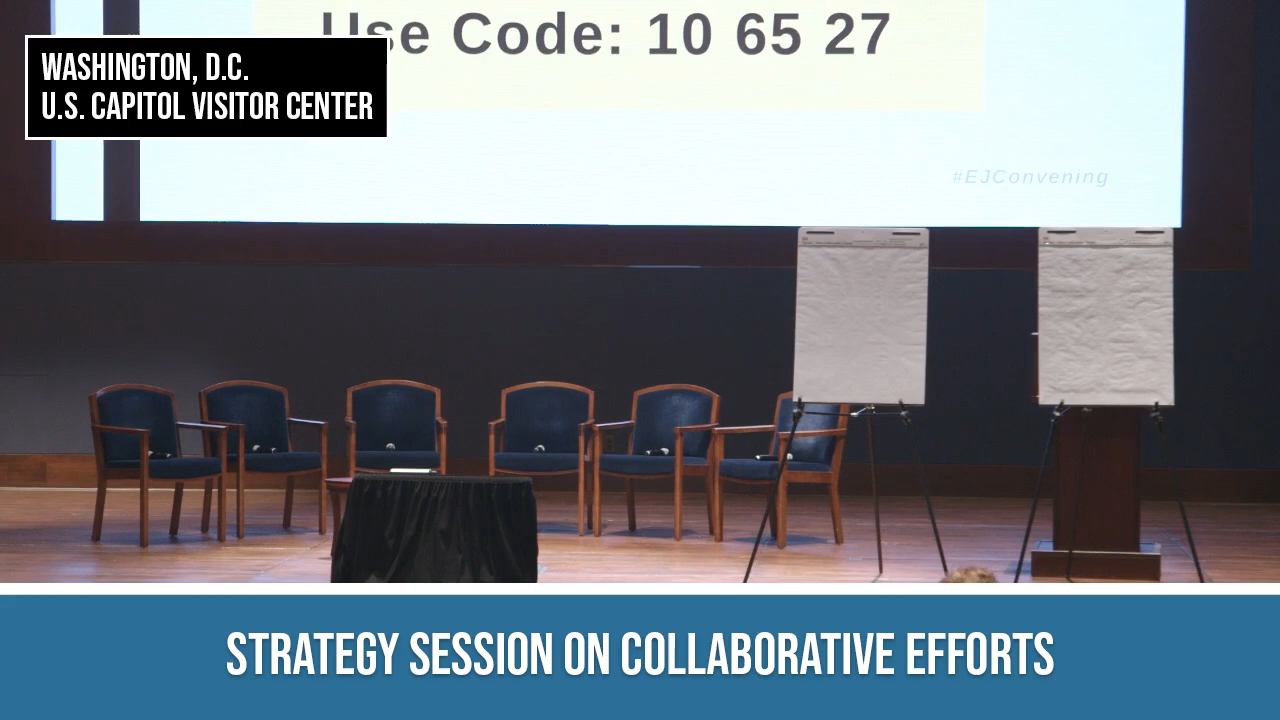 Use Code: 10 65 27
WASHINGTON, D.C.
U.S. CAPITOL VISITOR CENTER
#EJConvening
STRATEGY SESSION ON COLLABORATIVE EFFORTS